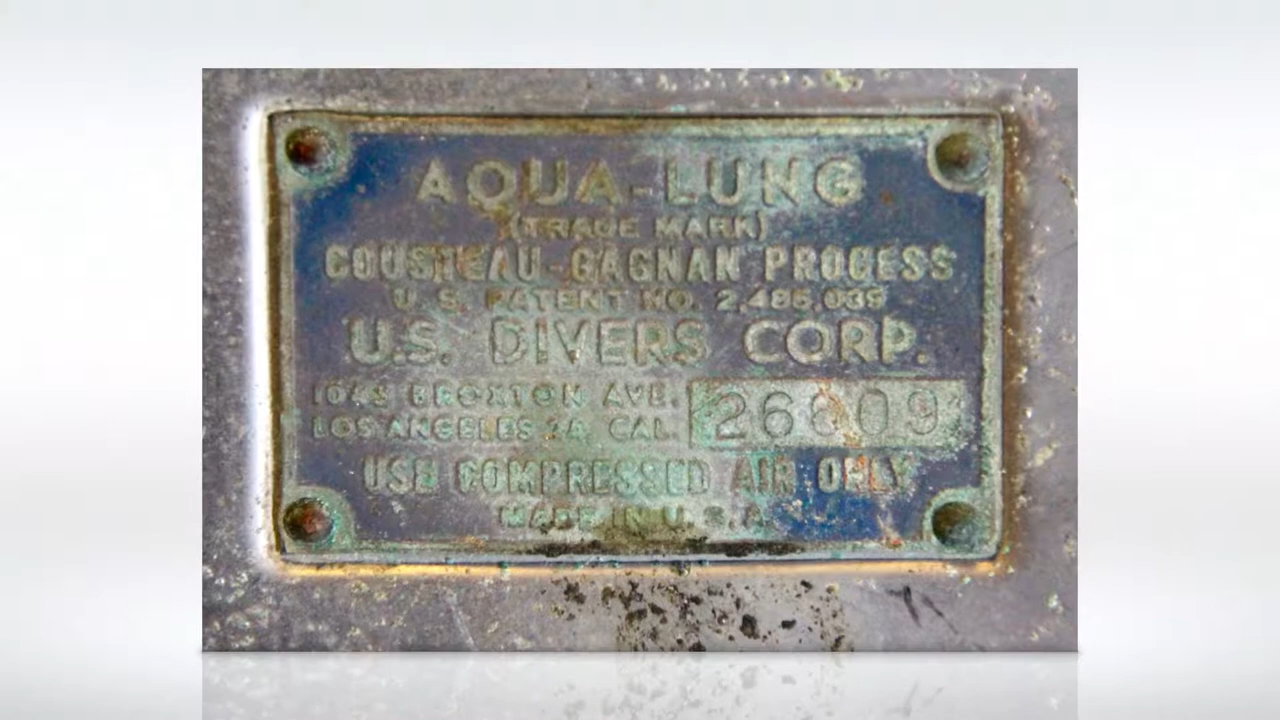 AQUA-LUNG
(TRADE MARK)
COUSTEAU-GAGNAN PROCESS
U.S. PATENT NO. 2,485,039
U.S. DIVERS CORP.
1045 BROXTON AVE.
LOS ANGELES 24, CAL.
26609
USE COMPRESSED AIR ONLY
MADE IN U.S.A.